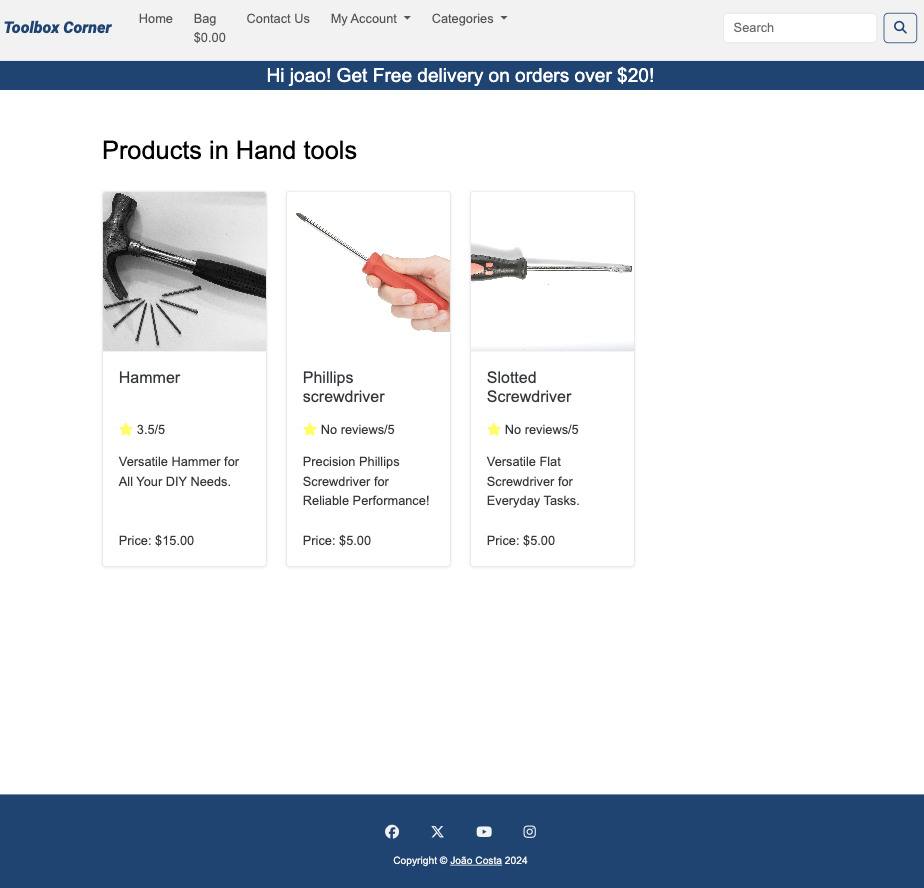 Toolbox Corner
Home
Bag
$0.00
Contact Us
My Account
Categories
Search
Hi joao! Get Free delivery on orders over $20!
Products in Hand tools
Hammer
3.5/5
Versatile Hammer for
All Your DIY Needs.
Price: $15.00
Phillips
screwdriver
No reviews/5
Precision Phillips
Screwdriver for
Reliable Performance!
Price: $5.00
Slotted
Screwdriver
No reviews/5
Versatile Flat
Screwdriver for
Everyday Tasks.
Price: $5.00
Copyright © João Costa 2024